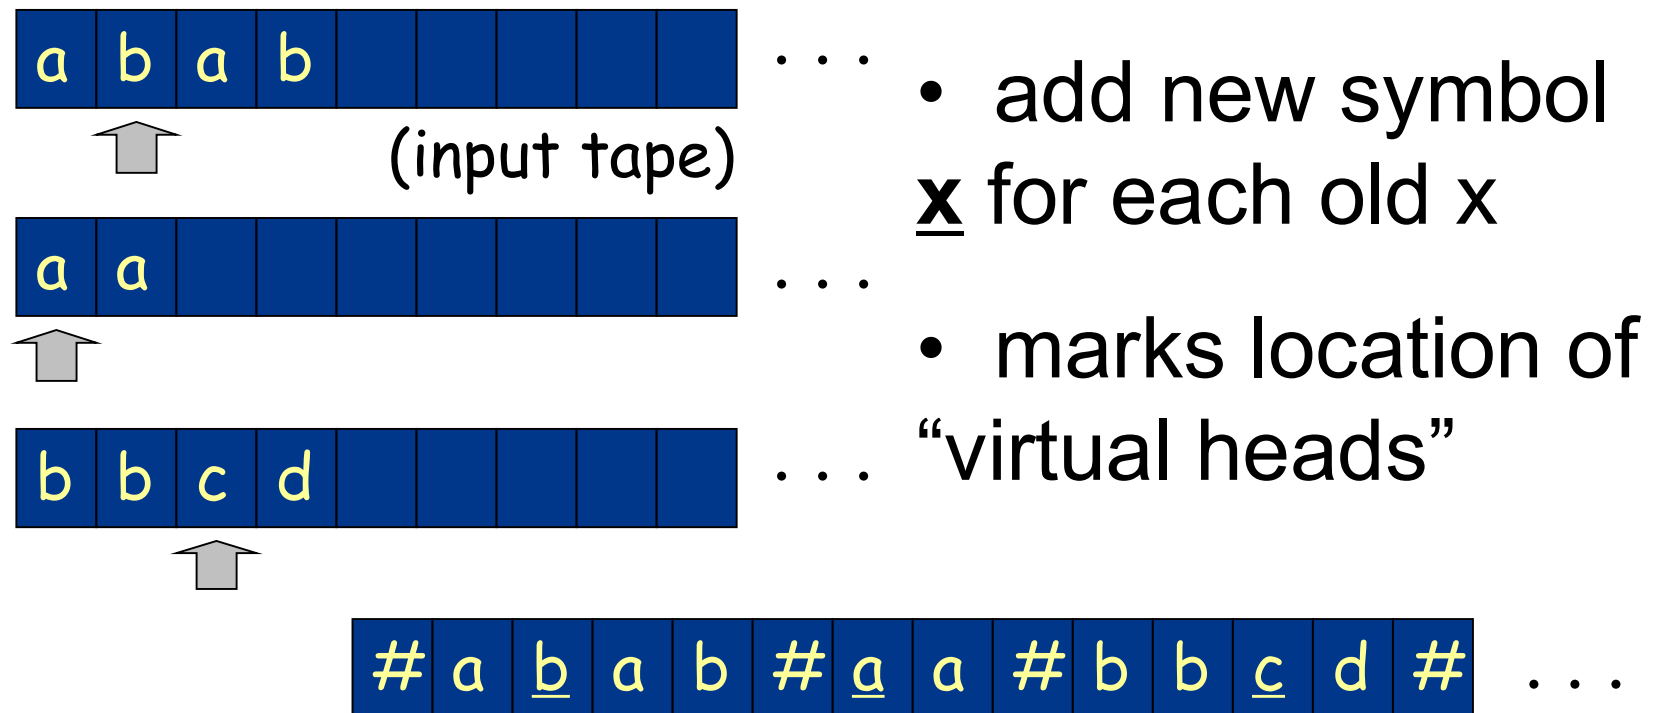 a b a b . . .
(input tape)
a a . . .
b b c d . . .
• add new symbol
x for each old x
• marks location of
“virtual heads”
# a b a b # a a # b b c d # . . .